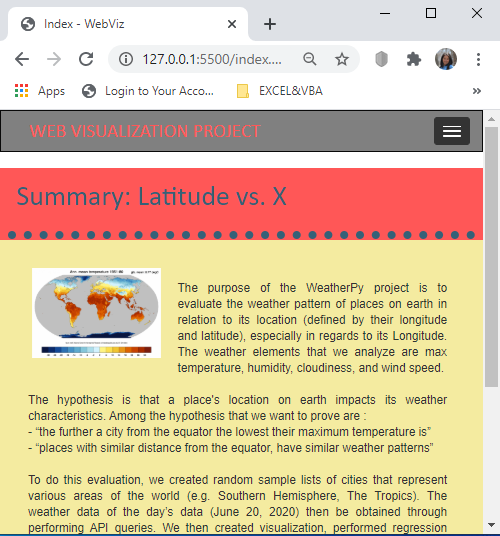 Index - WebViz
127.0.0.1:5500/index....
Apps
Login to Your Acco...
EXCEL&VBA
»
WEB VISUALIZATION PROJECT
Summary: Latitude vs. X
The purpose of the WeatherPy project is to
evaluate the weather pattern of places on earth in
relation to its location (defined by their longitude
and latitude), especially in regards to its Longitude.
The weather elements that we analyze are max
temperature, humidity, cloudiness, and wind speed.
The hypothesis is that a place's location on earth impacts its weather
characteristics. Among the hypothesis that we want to prove are :
- “the further a city from the equator the lowest their maximum temperature is”
- “places with similar distance from the equator, have similar weather patterns”
To do this evaluation, we created random sample lists of cities that represent
various areas of the world (e.g. Southern Hemisphere, The Tropics). The
weather data of the day’s data (June 20, 2020) then be obtained through
performing API queries. We then created visualization, performed regression